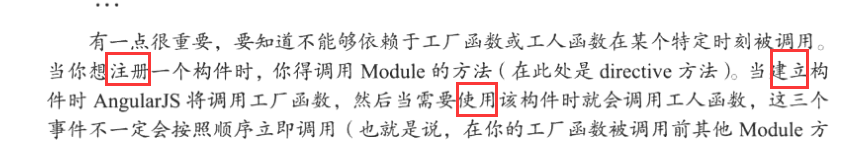 ...
有一点很重要，要知道不能够依赖于工厂函数或工人函数在某个特定时刻被调用。
当你想注册一个构件时，你得调用 Module 的方法（在此处是 directive 方法）。当建立构
件时 AngularJS 将调用工厂函数，然后当需要使用该构件时就会调用工人函数，这三个
事件不一定会按照顺序立即调用（也就是说，在你的工厂函数被调用前其他 Module 方